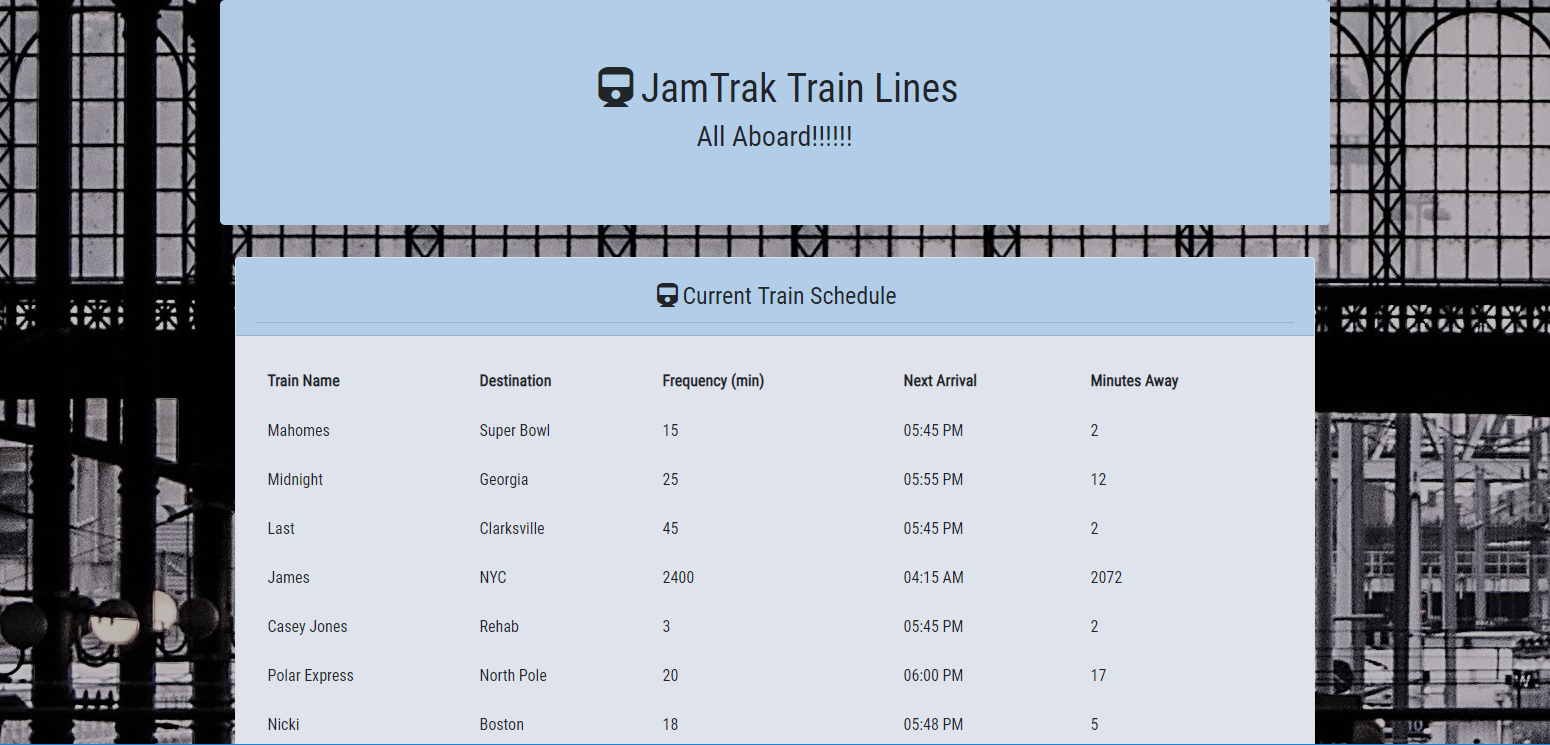 JamTrak Train Lines
All Aboard!!!!!!
Current Train Schedule
Train Name Destination Frequency (min) Next Arrival Minutes Away
Mahomes Super Bowl 15 05:45 PM 2
Midnight Georgia 25 05:55 PM 12
Last Clarksville 45 05:45 PM 2
James NYC 2400 04:15 AM 2072
Casey Jones Rehab 3 05:45 PM 2
Polar Express North Pole 20 06:00 PM 17
Nicki Boston 18 05:48 PM 5